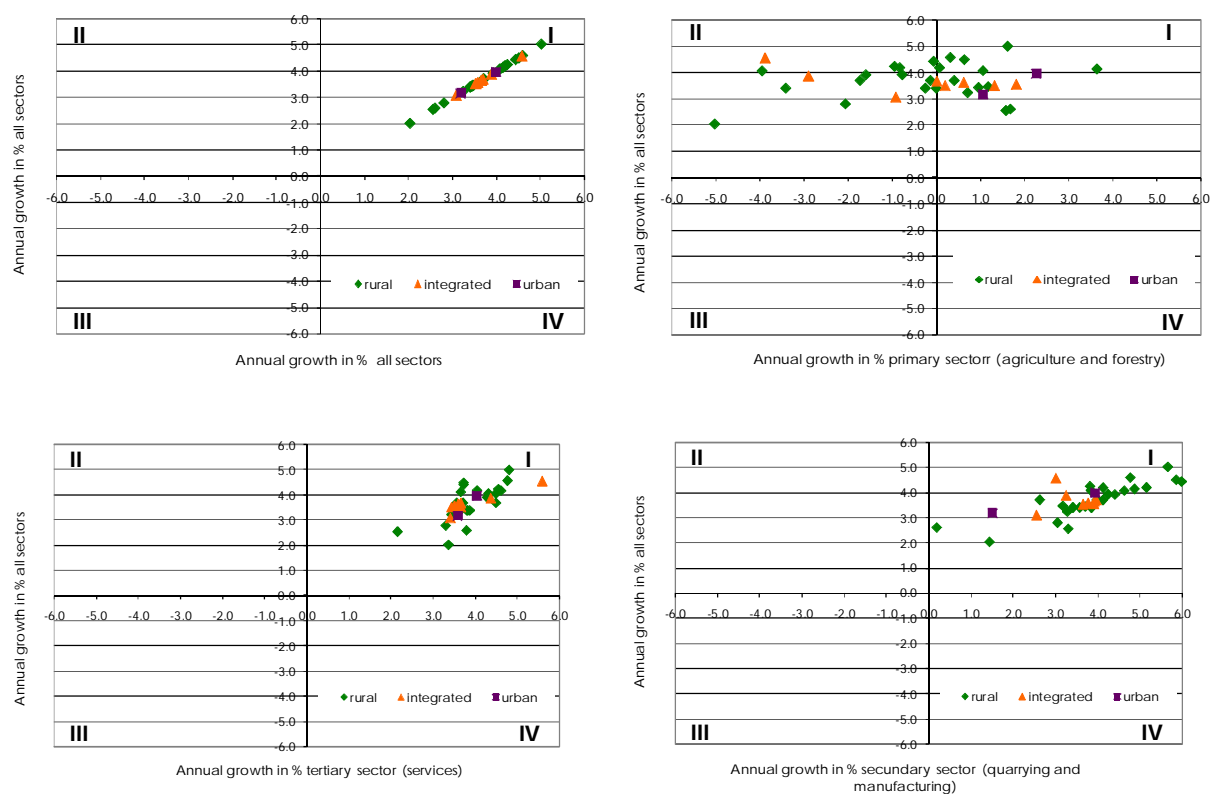 Annual growth in % all sectors
II
I
6.0
5.0
4.0
3.0
2.0
1.0
0.0
-6.0 -5.0 -4.0 -3.0 -2.0 -1.0 0.0 1.0 2.0 3.0 4.0 5.0 6.0
-1.0
-2.0
-3.0
-4.0
-5.0
-6.0
rural integrated urban
III
IV
Annual growth in % all sectors
Annual growth in % all sectors
II
I
6.0
5.0
4.0
3.0
2.0
1.0
0.0
-6.0 -5.0 -4.0 -3.0 -2.0 -1.0 0.0 1.0 2.0 3.0 4.0 5.0 6.0
-1.0
-2.0
-3.0
-4.0
-5.0
-6.0
rural integrated urban
III
IV
Annual growth in % primary sectorr (agriculture and forestry)
Annual growth in % all sectors
II
I
6.0
5.0
4.0
3.0
2.0
1.0
0.0
-6.0 -5.0 -4.0 -3.0 -2.0 -1.0 0.0 1.0 2.0 3.0 4.0 5.0 6.0
-1.0
-2.0
-3.0
-4.0
-5.0
-6.0
rural integrated urban
III
IV
Annual growth in % tertiary sector (services)
Annual growth in % all sectors
II
I
6.0
5.0
4.0
3.0
2.0
1.0
0.0
-6.0 -5.0 -4.0 -3.0 -2.0 -1.0 0.0 1.0 2.0 3.0 4.0 5.0 6.0
-1.0
-2.0
-3.0
-4.0
-5.0
-6.0
rural integrated urban
III
IV
Annual growth in % secundary sector (quarrying and
manufacturing)